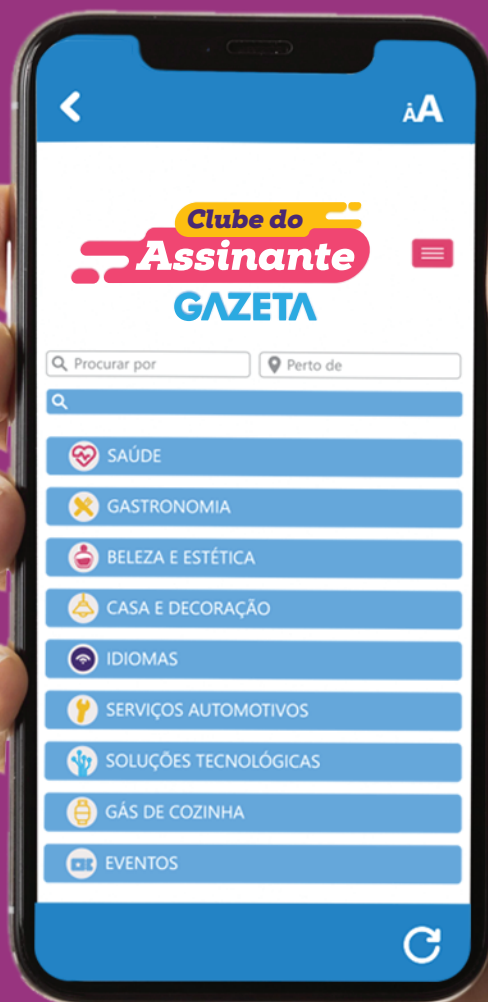 AA
Clube do
Assinante
GAZETA
Procurar por
Perto de
SAÚDE
GASTRONOMIA
BELEZA E ESTÉTICA
CASA E DECORAÇÃO
IDIOMAS
SERVIÇOS AUTOMOTIVOS
SOLUÇÕES TECNOLÓGICAS
GÁS DE COZINHA
EVENTOS